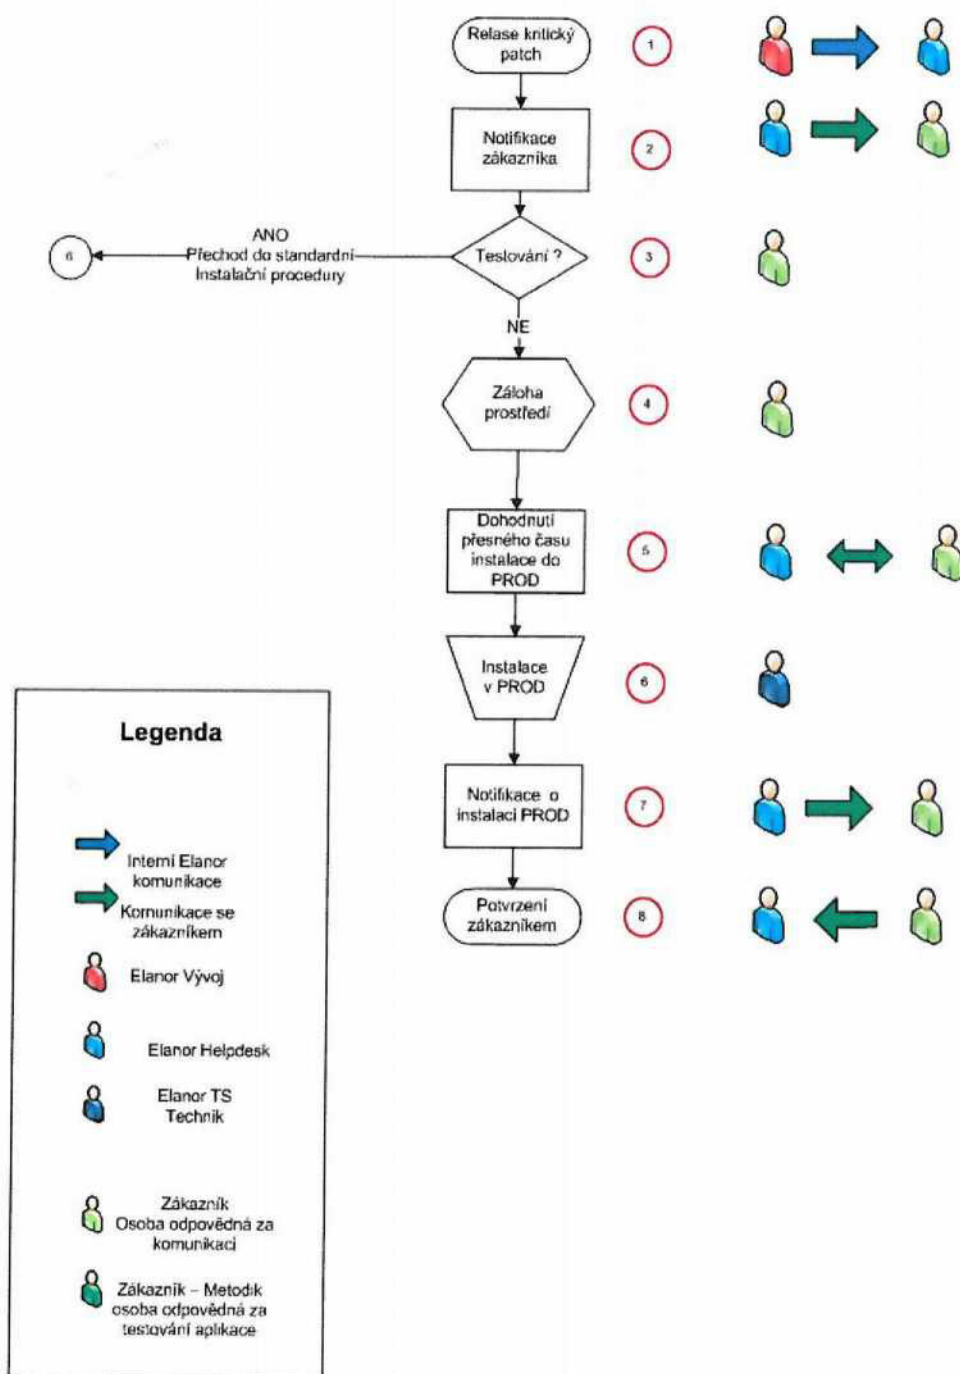 Relase kritický
patch
1
Notifikace
zákazníka
2
ANO
Přechod do standardní
Instalační procedury
6
Testování ?
3
NE
Záloha
prostředí
4
Dohodnutí
přesného času
instalace do
PROD
5
Instalace
v PROD
6
Notifikace o
instalaci PROD
7
Potvrzení
zákazníkem
8
Legenda
Interní Elanor
komunikace
Komunikace se
zákazníkem
Elanor Vývoj
Elanor Helpdesk
Elanor TS
Technik
Zákazník
Osoba odpovědná za
komunikaci
Zákazník – Metodik
osoba odpovědná za
testování aplikace